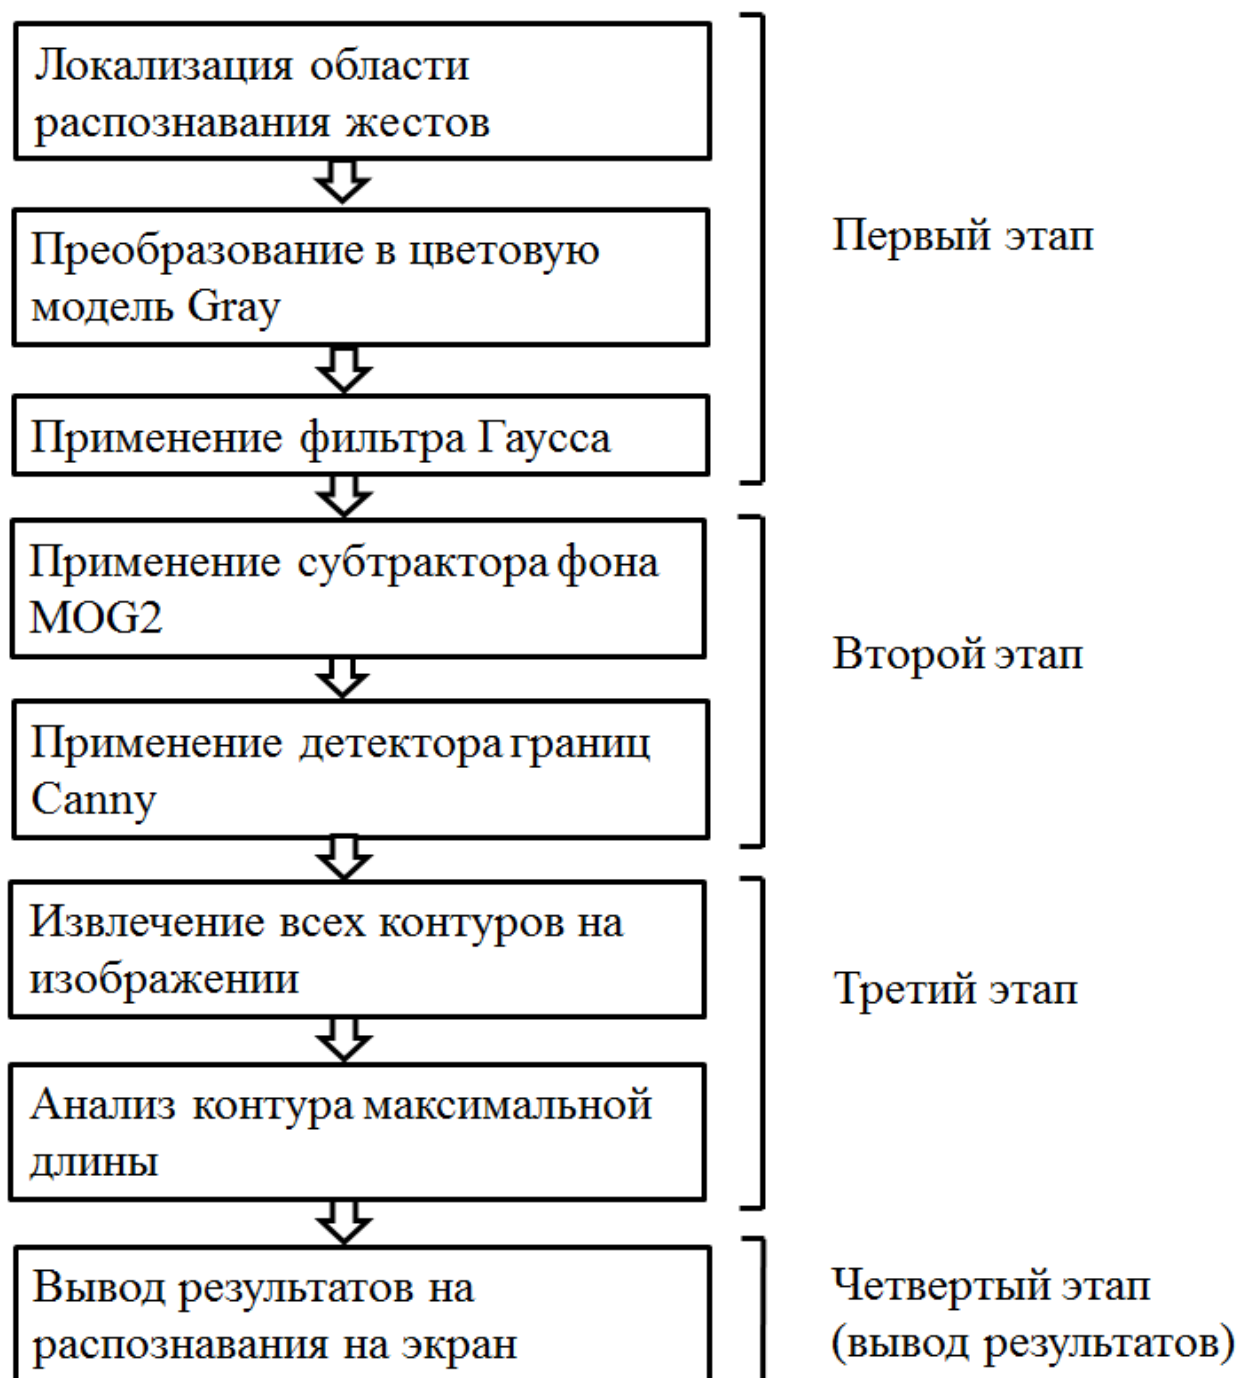 Локализация области
распознавания жестов
Преобразование в цветовую
модель Gray
Применение фильтра Гаусса
Первый этап
Применение субтрактора фона
MOG2
Применение детектора границ
Canny
Второй этап
Извлечение всех контуров на
изображении
Анализ контура максимальной
длины
Третий этап
Вывод результатов на
распознавания на экран
Четвертый этап
(вывод результатов)